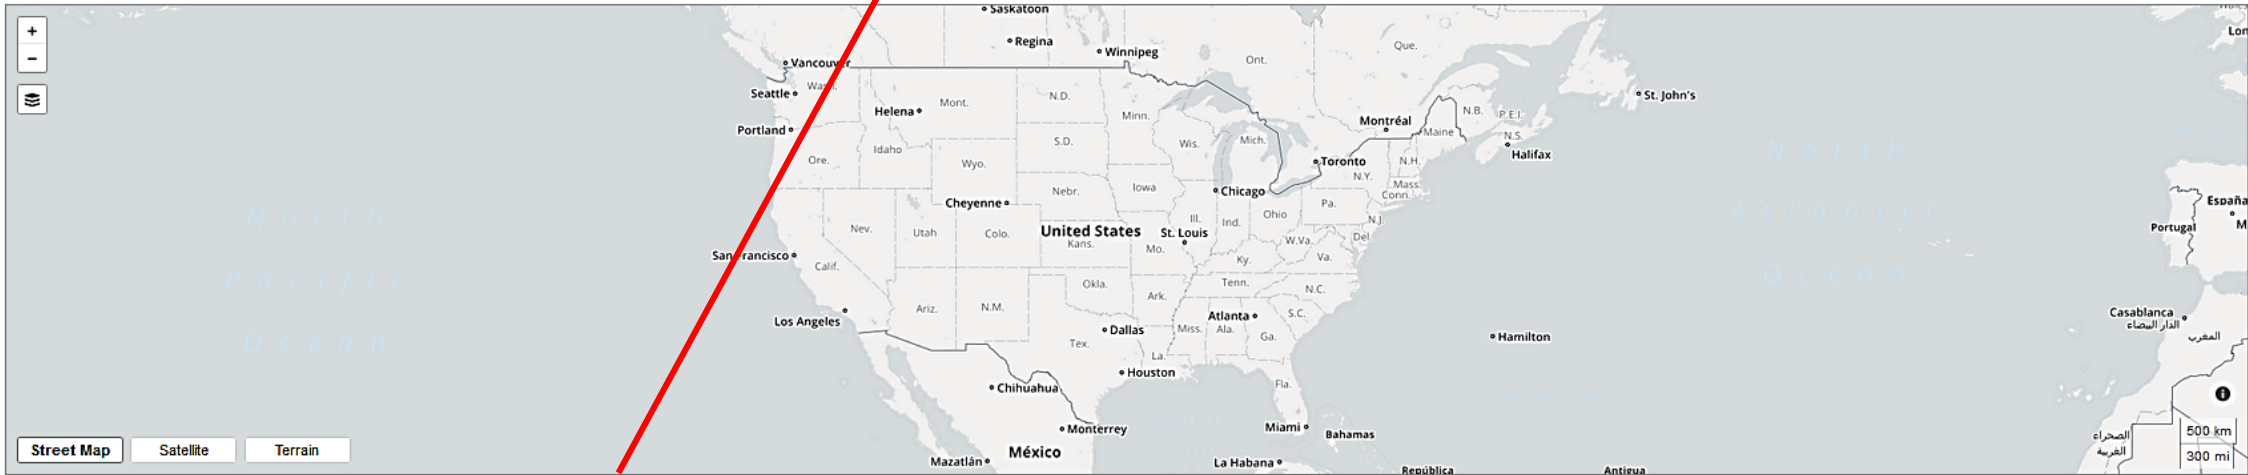 +
−
Saskatoon
Regina
Winnipeg
Vancouver
Ont.
Que.
Seattle
Wash.
Helena
Mont.
N.D.
Minn.
St. John's
N.B.
P.E.I.
Portland
Montréal
Maine
N.S.
Halifax
Ore.
Idaho
Wyo.
S.D.
Wis.
Mich.
Toronto
N.H.
N.Y.
Mass.
Conn.
Cheyenne
Nebr.
Iowa
Chicago
Pa.
N.J.
Nev.
Utah
Colo.
United States
Kans.
Mo.
St. Louis
Ill.
Ind.
Ohio
W.Va.
Va.
Del.
San Francisco
Calif.
Ky.
Los Angeles
Ariz.
N.M.
Okla.
Ark.
Tenn.
N.C.
Atlanta
S.C.
Dallas
Tex.
Miss.
Ala.
Ga.
La.
Houston
Fla.
Chihuahua
Monterrey
México
Mazatlán
Miami
Bahamas
La Habana
Hamilton
República
Antigua
North
Pacific
Ocean
North
Atlantic
Ocean
Wales
Lon
España
M
Portugal
Casablanca
الدار البيضاء
المغرب
الصحراء
الغربية
Street Map
Satellite
Terrain
500 km
300 mi